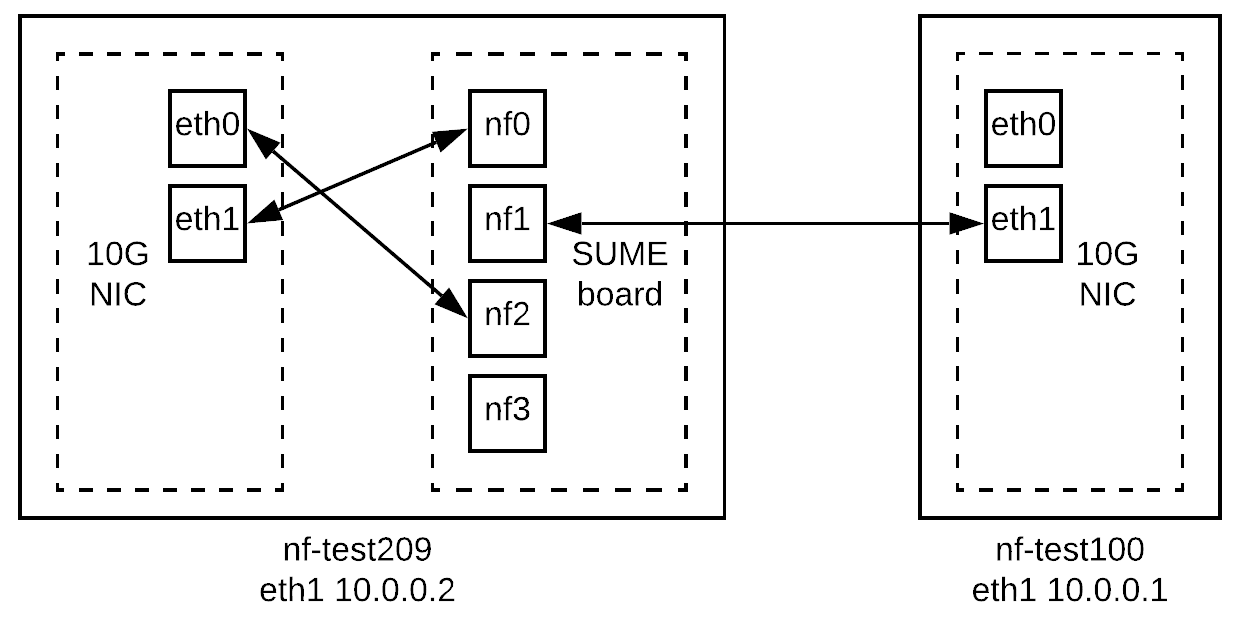 eth0
eth1
10G
NIC
nf0
nf1
SUME
board
nf2
nf3
nf-test209
eth1 10.0.0.2
eth0
eth1
10G
NIC
nf-test100
eth1 10.0.0.1